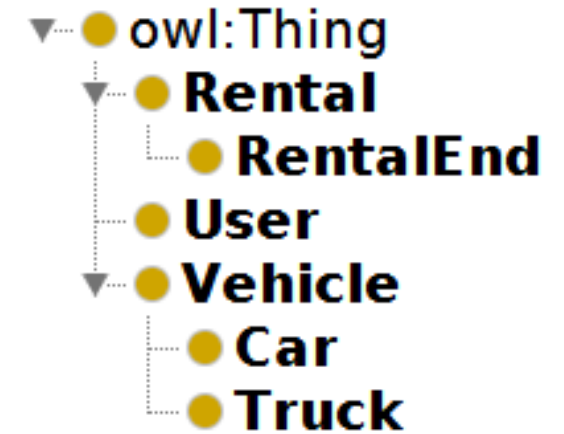 owl:Thing
Rental
RentalEnd
User
Vehicle
Car
Truck